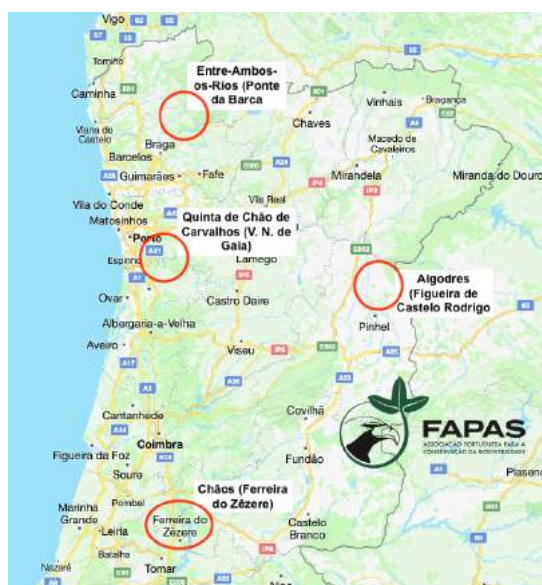 Vigo
Tomiño
Caminha
Viana do
Castelo
Entre-Ambos-
os-Rios (Ponte
da Barca
Chaves
Vinhais
Bragança
Macedo de
Cavaleiros
Mirandela
Miranda do Douro
Braga
Barcelos
Guimarães
Fafe
Vila Real
Vila do Conde
Matosinhos
Porto
Quinta de Chão de
Carvalhos (V. N. de
Gaia)
Espinho
Lamego
Algodres
(Figueira de
Castelo Rodrigo
Ovar
Castro Daire
Pinhel
Albergaria-a-Velha
Aveiro
Viseu
Cantanhede
Covilhã
FAPAS
ASSOCIAÇÃO PORTUGUESA PARA A
CONSERVAÇÃO DA BIODIVERSIDADE
Coimbra
Figueira da Foz
Fundão
Soure
Plasen
Chãos (Ferreira
do Zêzere)
Pombal
Marinha
Grande
Leiria
Ferreira do
Zêzere
Castelo
Branco
Batalha
Nazaré
Tomar